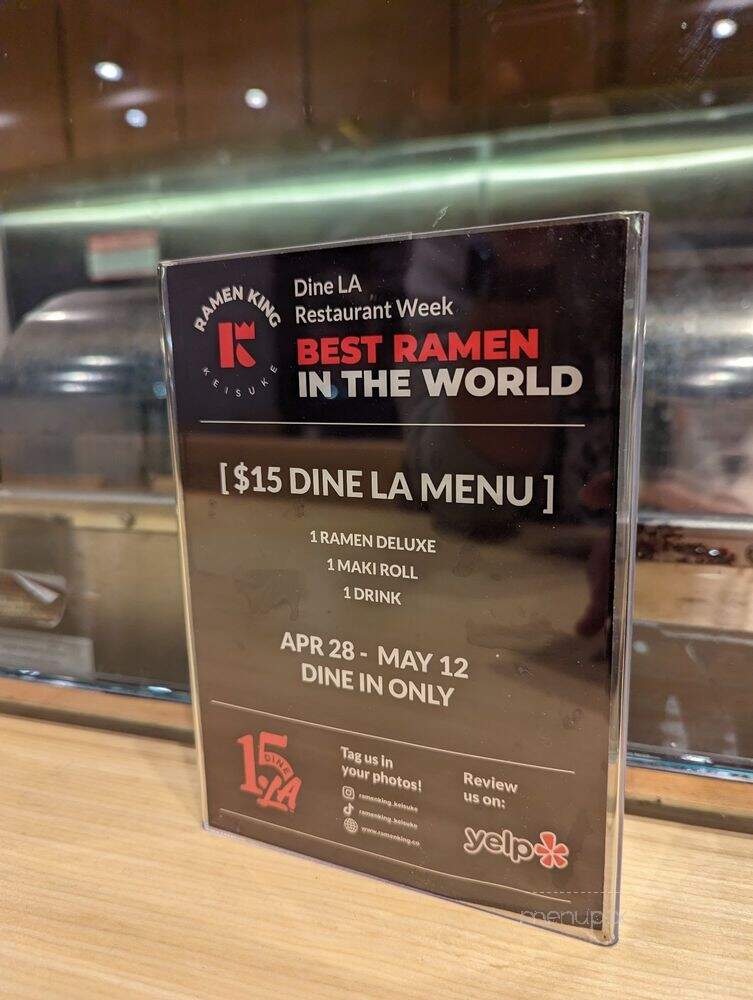 RAMEN KING
KEISUKE
Dine LA
Restaurant Week
BEST RAMEN
IN THE WORLD
[ $15 DINE LA MENU ]
1 RAMEN DELUXE
1 MAKI ROLL
1 DRINK
APR 28 - MAY 12
DINE IN ONLY
15
DINE
LA
Tag us in
your photos!
ramenking_keisuke
ramenking_keisuke
www.ramenking.co
Review
us on:
yelp